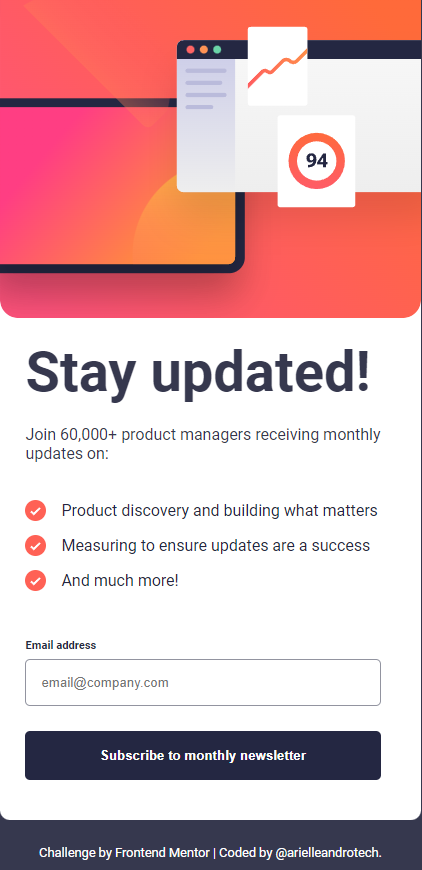 94
Stay updated!
Join 60,000+ product managers receiving monthly
updates on:
Product discovery and building what matters
Measuring to ensure updates are a success
And much more!
Email address
email@company.com
Subscribe to monthly newsletter
Challenge by Frontend Mentor | Coded by @arielleandrotech.